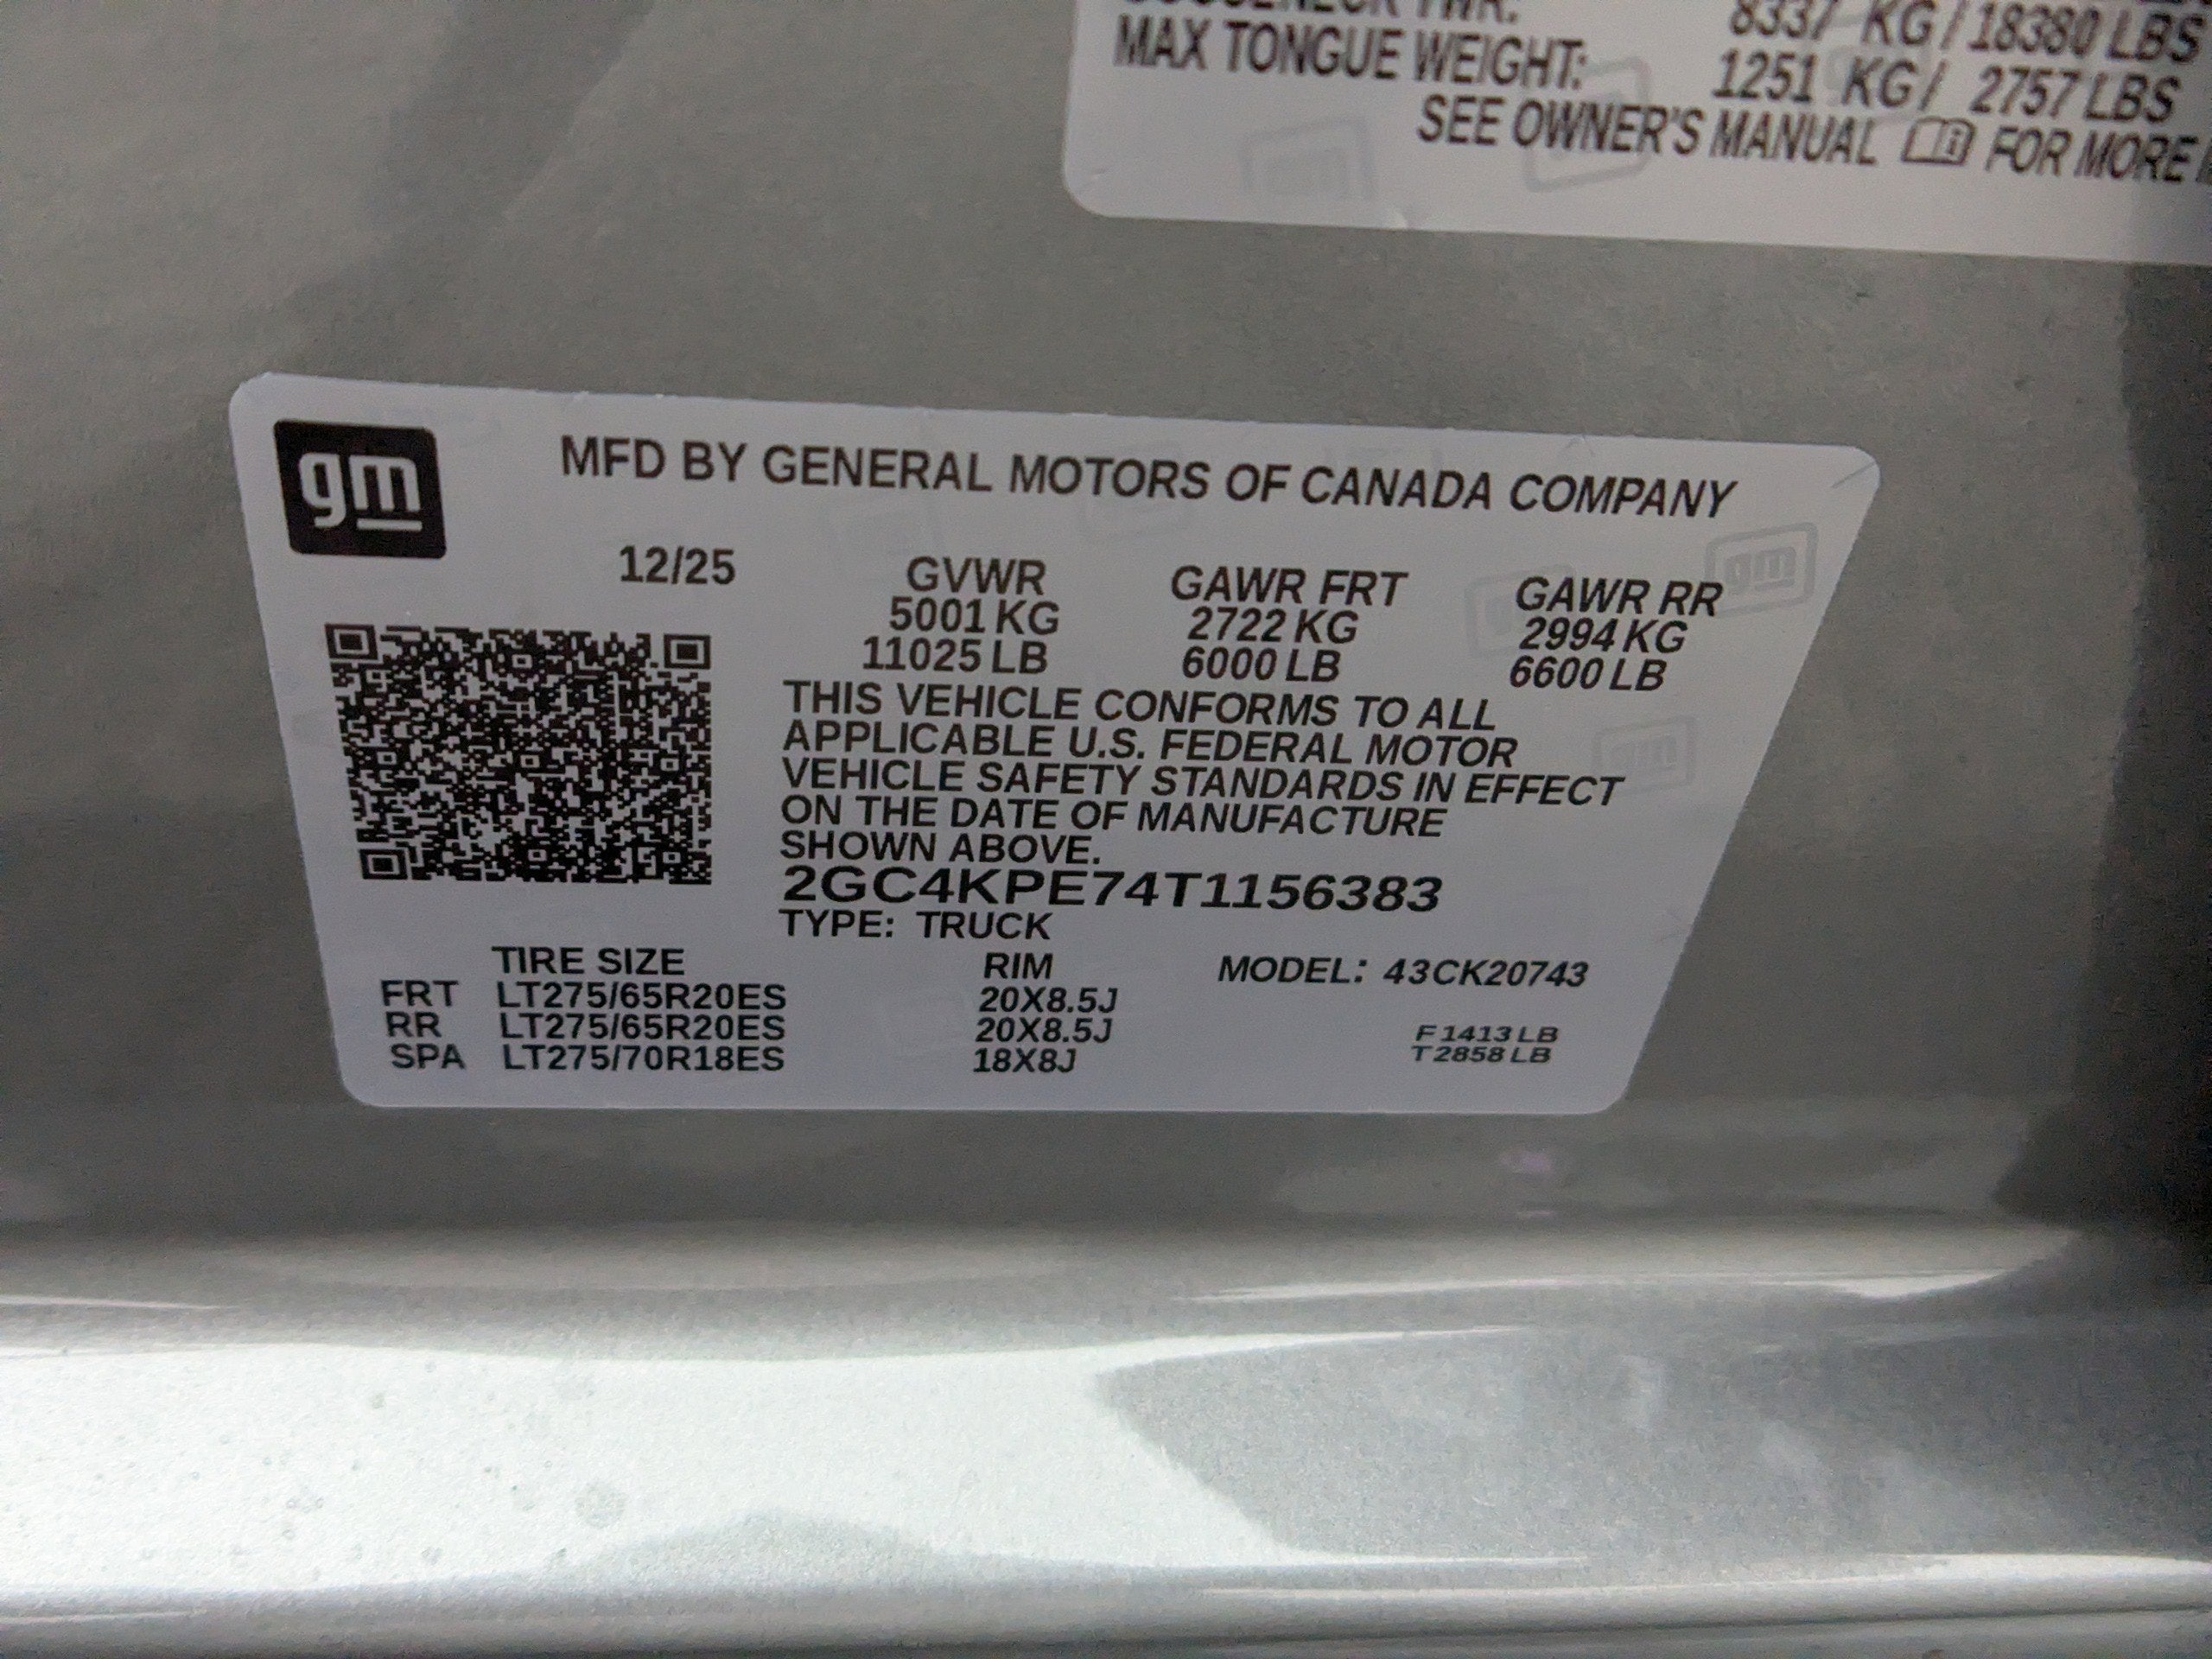 8337 KG / 18380 LBS
MAX TONGUE WEIGHT: 1251 KG / 2757 LBS
SEE OWNER'S MANUAL FOR MORE
gm
MFD BY GENERAL MOTORS OF CANADA COMPANY
12/25 GVWR GAWR FRT GAWR RR
5001 KG 2722 KG 2994 KG
11025 LB 6000 LB 6600 LB
THIS VEHICLE CONFORMS TO ALL
APPLICABLE U.S. FEDERAL MOTOR
VEHICLE SAFETY STANDARDS IN EFFECT
ON THE DATE OF MANUFACTURE
SHOWN ABOVE.
2GC4KPE74T1156383
TYPE: TRUCK
TIRE SIZE RIM MODEL: 43CK20743
FRT LT275/65R20ES 20X8.5J
RR LT275/65R20ES 20X8.5J F1413 LB
SPA LT275/70R18ES 18X8J T2858 LB